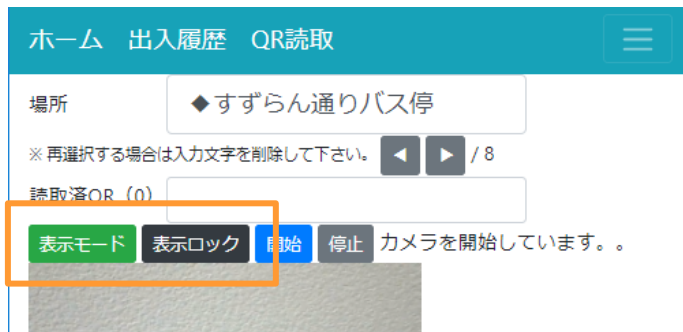 ホーム 出入履歴 QR読取
場所 ◆すずらん通りバス停
※ 再選択する場合は入力文字を削除して下さい。 ◀ ▶ / 8
読取済QR（0）
表示モード 表示ロック 開始 停止 カメラを開始しています。。